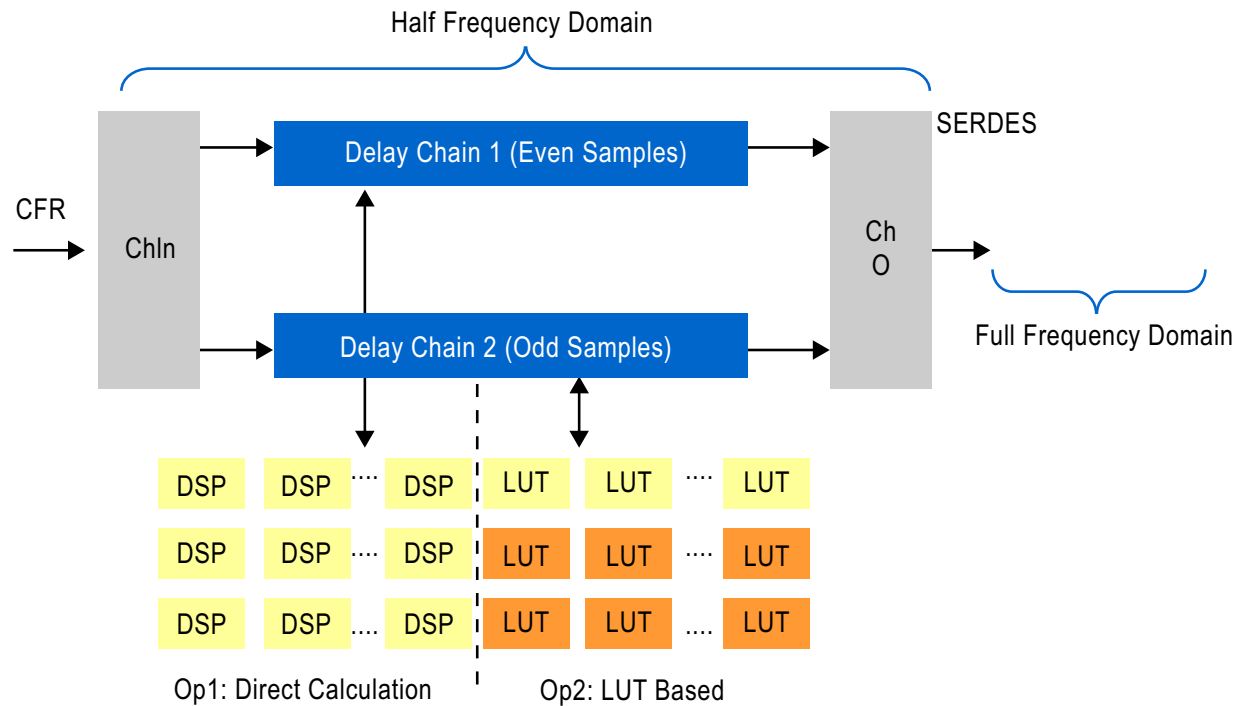 Half Frequency Domain
SERDES
Delay Chain 1 (Even Samples)
CFR
ChIn
Ch
O
Delay Chain 2 (Odd Samples)
Full Frequency Domain
DSP DSP .... DSP LUT LUT .... LUT
DSP DSP .... DSP LUT LUT .... LUT
DSP DSP .... DSP LUT LUT .... LUT
Op1: Direct Calculation
Op2: LUT Based